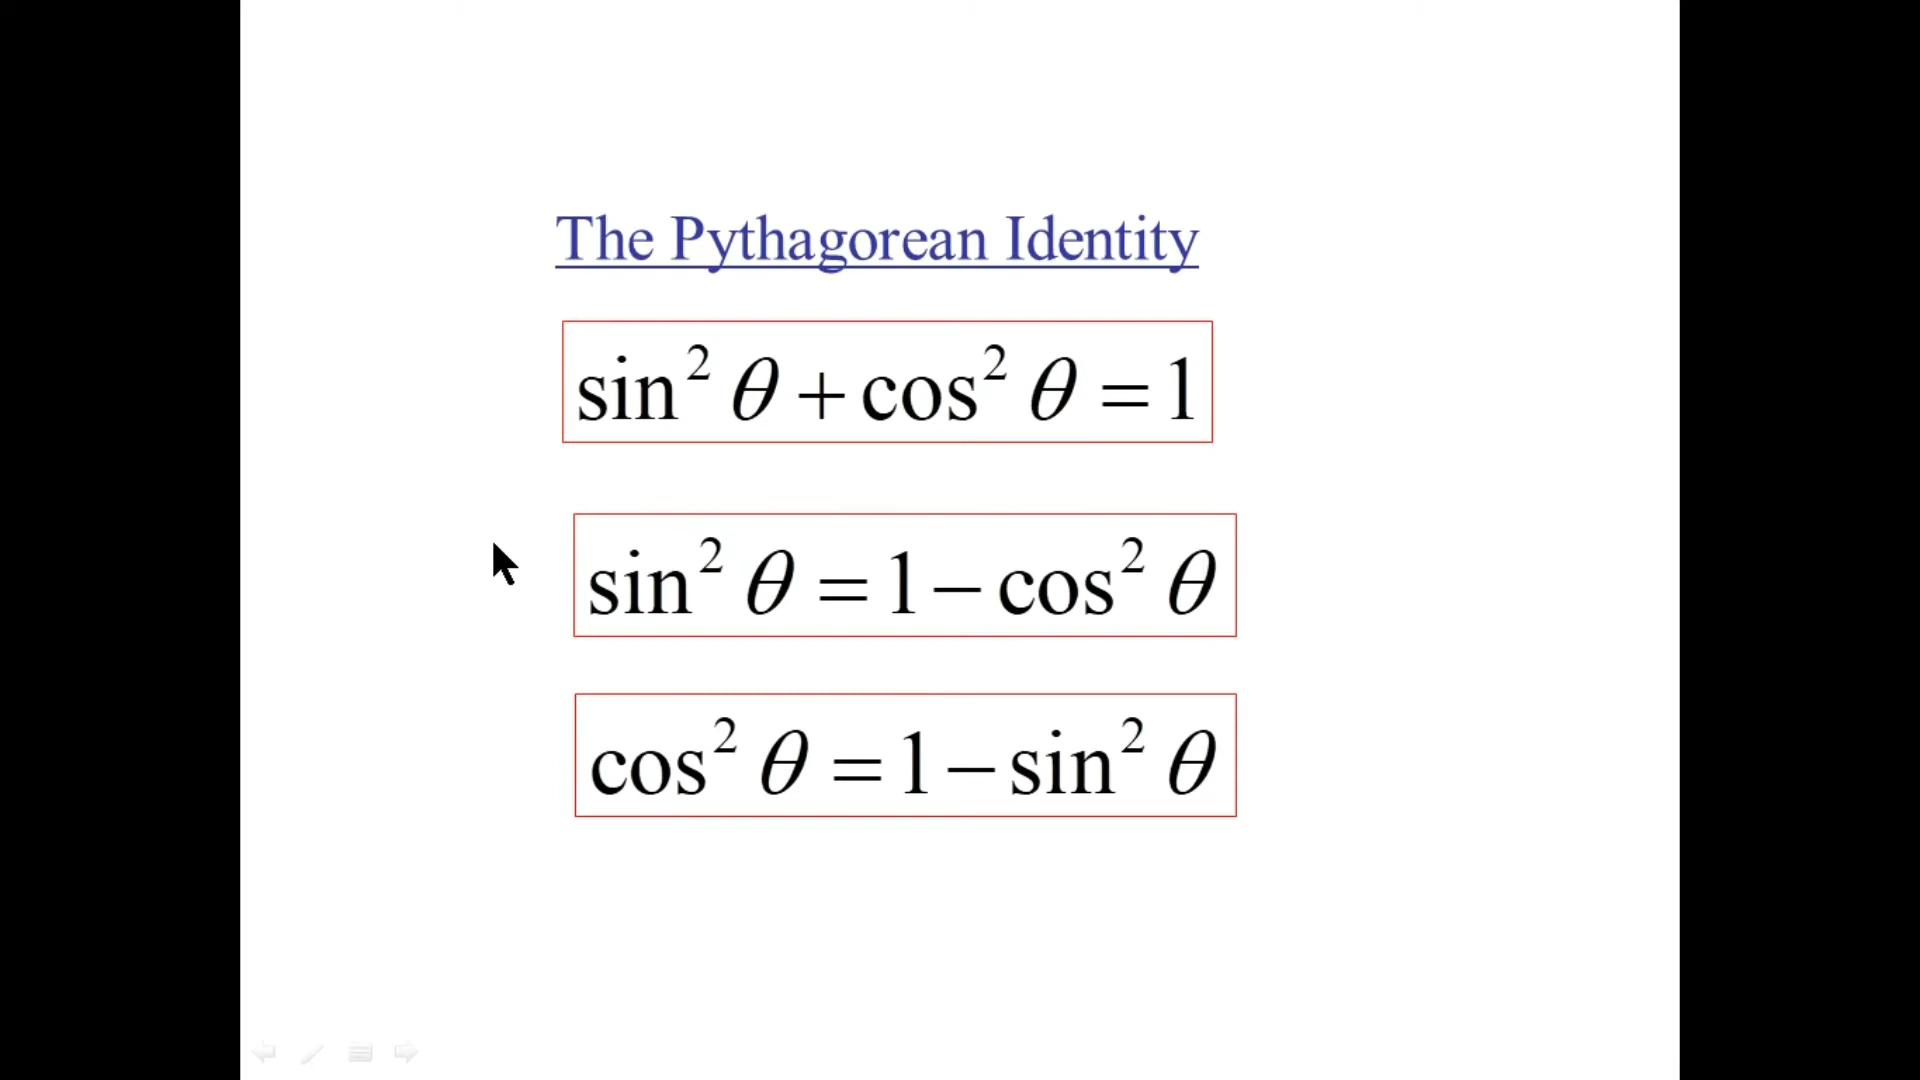 The Pythagorean Identity
sin² θ + cos² θ = 1
sin² θ = 1 − cos² θ
cos² θ = 1 − sin² θ